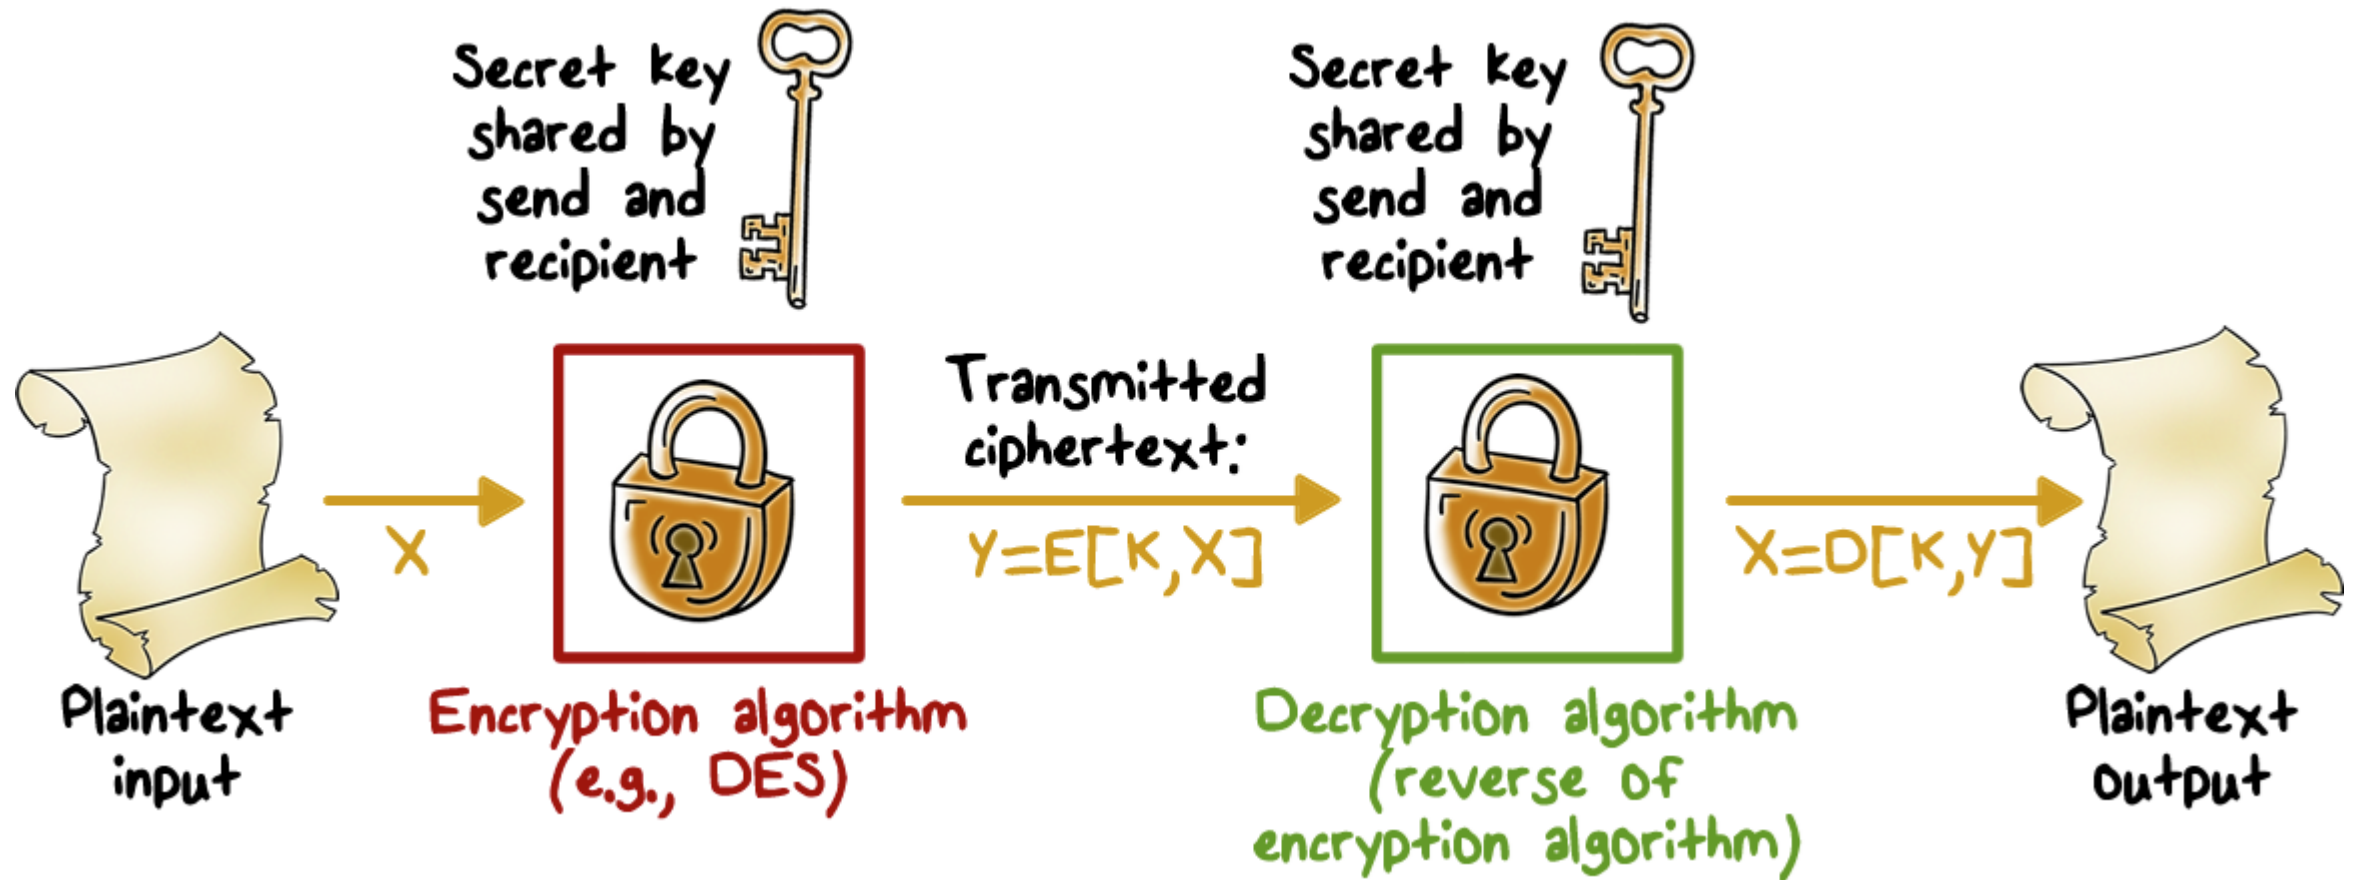 Secret key
shared by
send and
recipient
Secret key
shared by
send and
recipient
Transmitted
ciphertext:
X
Y=E[K,X]
X=D[K,Y]
Plaintext
input
Encryption algorithm
(e.g., DES)
Decryption algorithm
(reverse of
encryption algorithm)
Plaintext
output